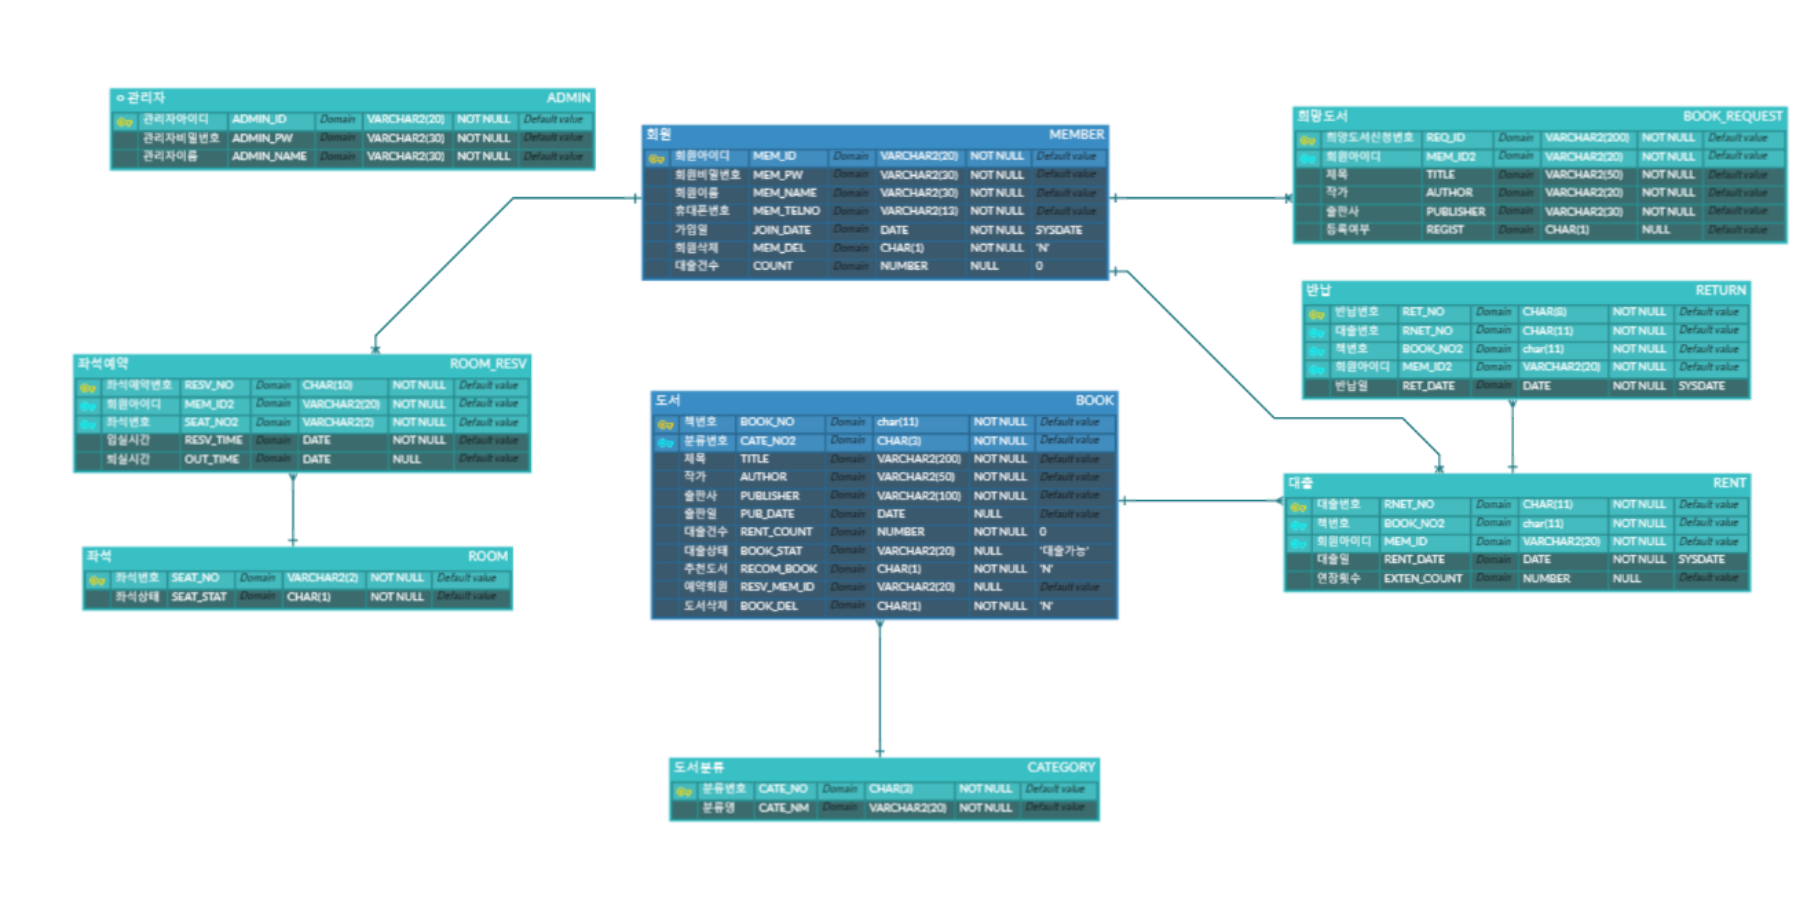 관리자 ADMIN
관리자아이디 ADMIN_ID Domain VARCHAR2(20) NOT NULL Default value
관리자비밀번호 ADMIN_PW Domain VARCHAR2(30) NOT NULL Default value
관리자이름 ADMIN_NAME Domain VARCHAR2(30) NOT NULL Default value
회원 MEMBER
회원아이디 MEM_ID Domain VARCHAR2(20) NOT NULL Default value
회원비밀번호 MEM_PW Domain VARCHAR2(30) NOT NULL Default value
회원이름 MEM_NAME Domain VARCHAR2(30) NOT NULL Default value
휴대폰번호 MEM_TELNO Domain VARCHAR2(13) NOT NULL Default value
가입일 JOIN_DATE Domain DATE NOT NULL SYSDATE
회원삭제 MEM_DEL Domain CHAR(1) NOT NULL 'N'
대출건수 COUNT Domain NUMBER NULL 0
희망도서 BOOK_REQUEST
희망도서신청번호 REQ_ID Domain VARCHAR2(200) NOT NULL Default value
회원아이디 MEM_ID2 Domain VARCHAR2(20) NOT NULL Default value
제목 TITLE Domain VARCHAR2(50) NOT NULL Default value
작가 AUTHOR Domain VARCHAR2(20) NOT NULL Default value
출판사 PUBLISHER Domain VARCHAR2(30) NOT NULL Default value
등록여부 REGIST Domain CHAR(1) NULL Default value
반납 RETURN
반납번호 RET_NO Domain CHAR(8) NOT NULL Default value
대출번호 RNET_NO Domain CHAR(11) NOT NULL Default value
책번호 BOOK_NO2 Domain char(11) NOT NULL Default value
회원아이디 MEM_ID2 Domain VARCHAR2(20) NOT NULL Default value
반납일 RET_DATE Domain DATE NOT NULL SYSDATE
좌석예약 ROOM_RESV
좌석예약번호 RESV_NO Domain CHAR(10) NOT NULL Default value
회원아이디 MEM_ID2 Domain VARCHAR2(20) NOT NULL Default value
좌석번호 SEAT_NO2 Domain VARCHAR2(2) NOT NULL Default value
입실시간 RESV_TIME Domain DATE NOT NULL Default value
퇴실시간 OUT_TIME Domain DATE NULL Default value
도서 BOOK
책번호 BOOK_NO Domain char(11) NOT NULL Default value
분류번호 CATE_NO2 Domain CHAR(3) NOT NULL Default value
제목 TITLE Domain VARCHAR2(200) NOT NULL Default value
작가 AUTHOR Domain VARCHAR2(50) NOT NULL Default value
출판사 PUBLISHER Domain VARCHAR2(100) NOT NULL Default value
출판일 PUB_DATE Domain DATE NULL Default value
대출건수 RENT_COUNT Domain NUMBER NOT NULL 0
대출상태 BOOK_STAT Domain VARCHAR2(20) NULL '대출가능'
추천도서 RECOM_BOOK Domain CHAR(1) NOT NULL 'N'
예약회원 RESV_MEM_ID Domain VARCHAR2(20) NULL Default value
도서삭제 BOOK_DEL Domain CHAR(1) NOT NULL 'N'
대출 RENT
대출번호 RNET_NO Domain CHAR(11) NOT NULL Default value
책번호 BOOK_NO2 Domain char(11) NOT NULL Default value
회원아이디 MEM_ID Domain VARCHAR2(20) NOT NULL Default value
대출일 RENT_DATE Domain DATE NOT NULL SYSDATE
연장횟수 EXTEN_COUNT Domain NUMBER NULL Default value
좌석 ROOM
좌석번호 SEAT_NO Domain VARCHAR2(2) NOT NULL Default value
좌석상태 SEAT_STAT Domain CHAR(1) NOT NULL Default value
도서분류 CATEGORY
분류번호 CATE_NO Domain CHAR(3) NOT NULL Default value
분류명 CATE_NM Domain VARCHAR2(20) NOT NULL Default value